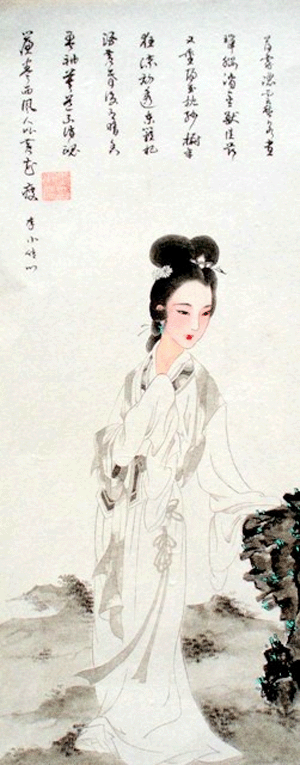 薄霧濃雲愁永晝
瑞腦消金獸佳節
又重陽玉枕紗櫥半
夜涼初透東籬把
酒黃昏後有暗香
盈袖莫道不消魂
簾卷西風人似黃花瘦